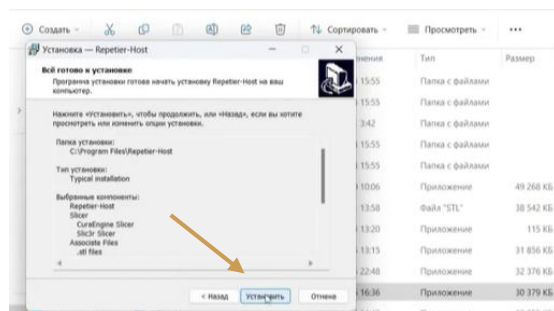 Создать
Сортировать
Просмотреть
Установка — Repetier-Host
Всё готово к установке
Программа установки готова начать установку Repetier-Host на ваш
компьютер.
Нажмите «Установить», чтобы продолжить, или «Назад», если вы хотите
просмотреть или изменить опции установки.
Папка установки:
C:\Program Files\Repetier-Host
Тип установки:
Typical installation
Выбранные компоненты:
Repetier-Host
Slicer
CuraEngine Slicer
Slic3r Slicer
Associate Files
.stl files
< Назад
Установить
Отмена
Тип
Размер
15:55
Папка с файлами
15:55
Папка с файлами
3:42
Папка с файлами
15:55
Папка с файлами
15:55
Папка с файлами
10:06
Приложение
49 268 КБ
13:58
Файл "STL"
38 542 КБ
13:20
Приложение
115 КБ
13:15
Приложение
31 856 КБ
22:48
Приложение
32 376 КБ
16:36
Приложение
30 379 КБ